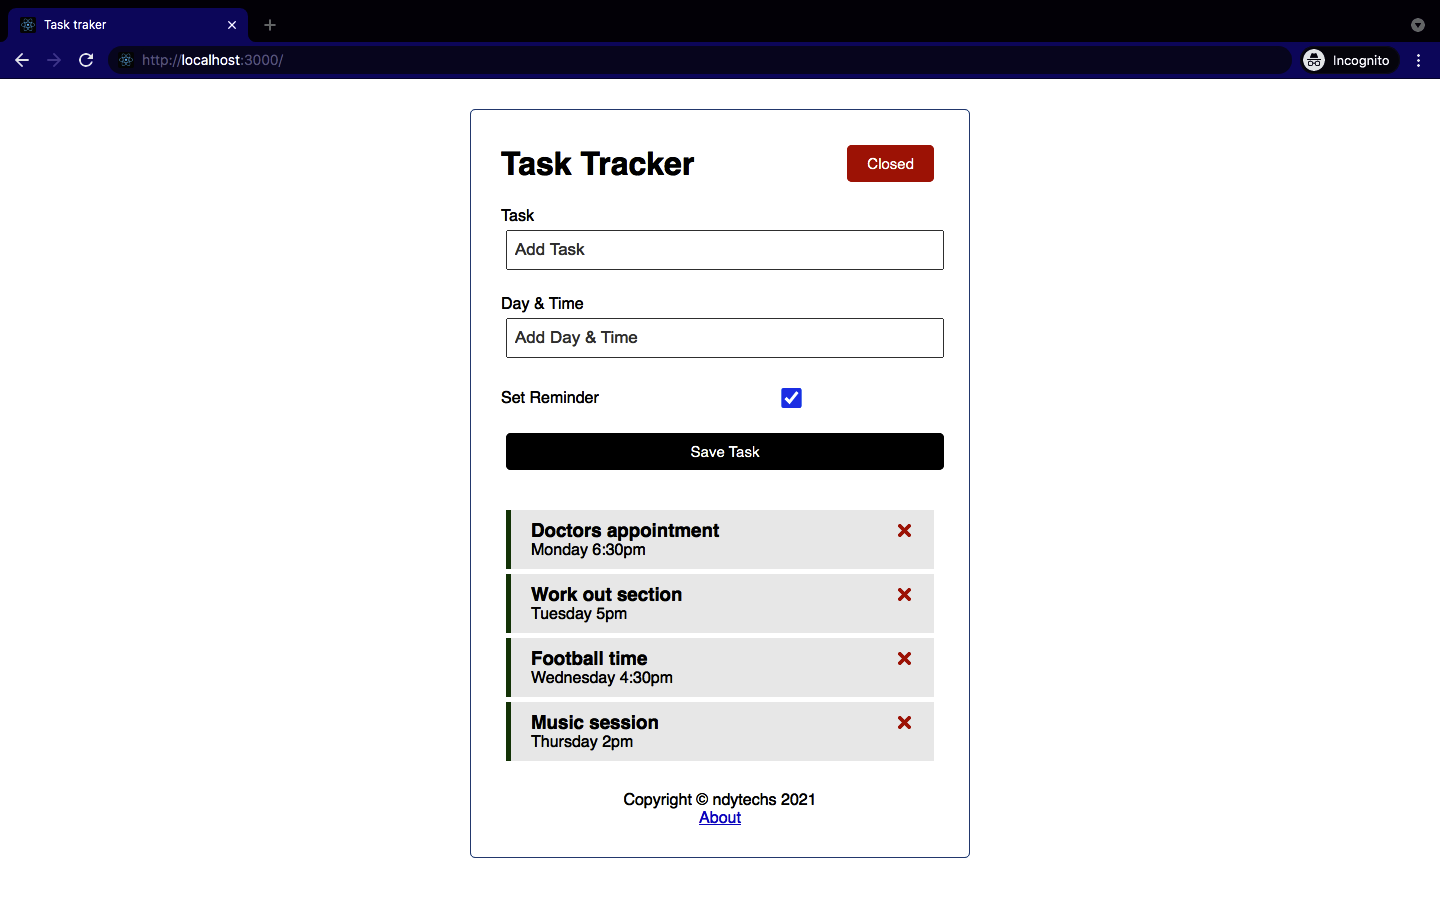 Task traker
http://localhost:3000/
Incognito
Task Tracker
Closed
Task
Add Task
Day & Time
Add Day & Time
Set Reminder
Save Task
Doctors appointment
Monday 6:30pm
Work out section
Tuesday 5pm
Football time
Wednesday 4:30pm
Music session
Thursday 2pm
Copyright © ndytechs 2021
About